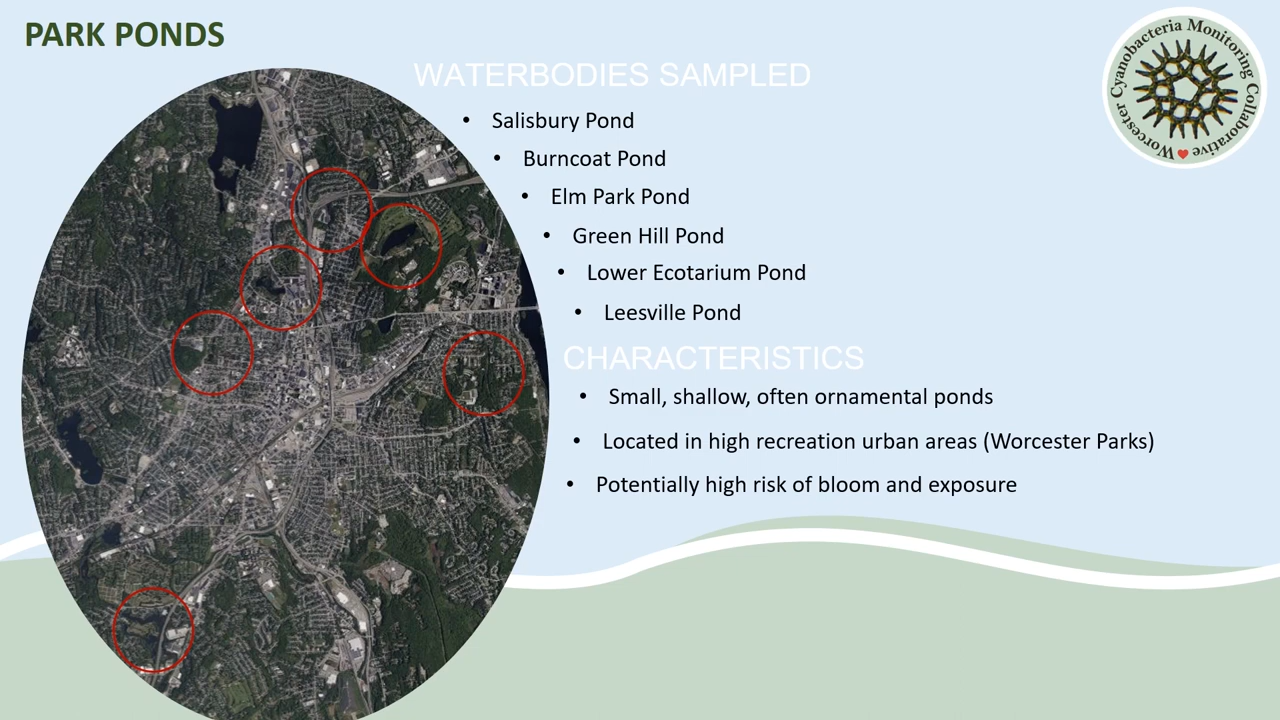 PARK PONDS
Worcester Cyanobacteria Monitoring Collaborative
WATERBODIES SAMPLED
• Salisbury Pond
• Burncoat Pond
• Elm Park Pond
• Green Hill Pond
• Lower Ecotarium Pond
• Leesville Pond
CHARACTERISTICS
• Small, shallow, often ornamental ponds
• Located in high recreation urban areas (Worcester Parks)
• Potentially high risk of bloom and exposure